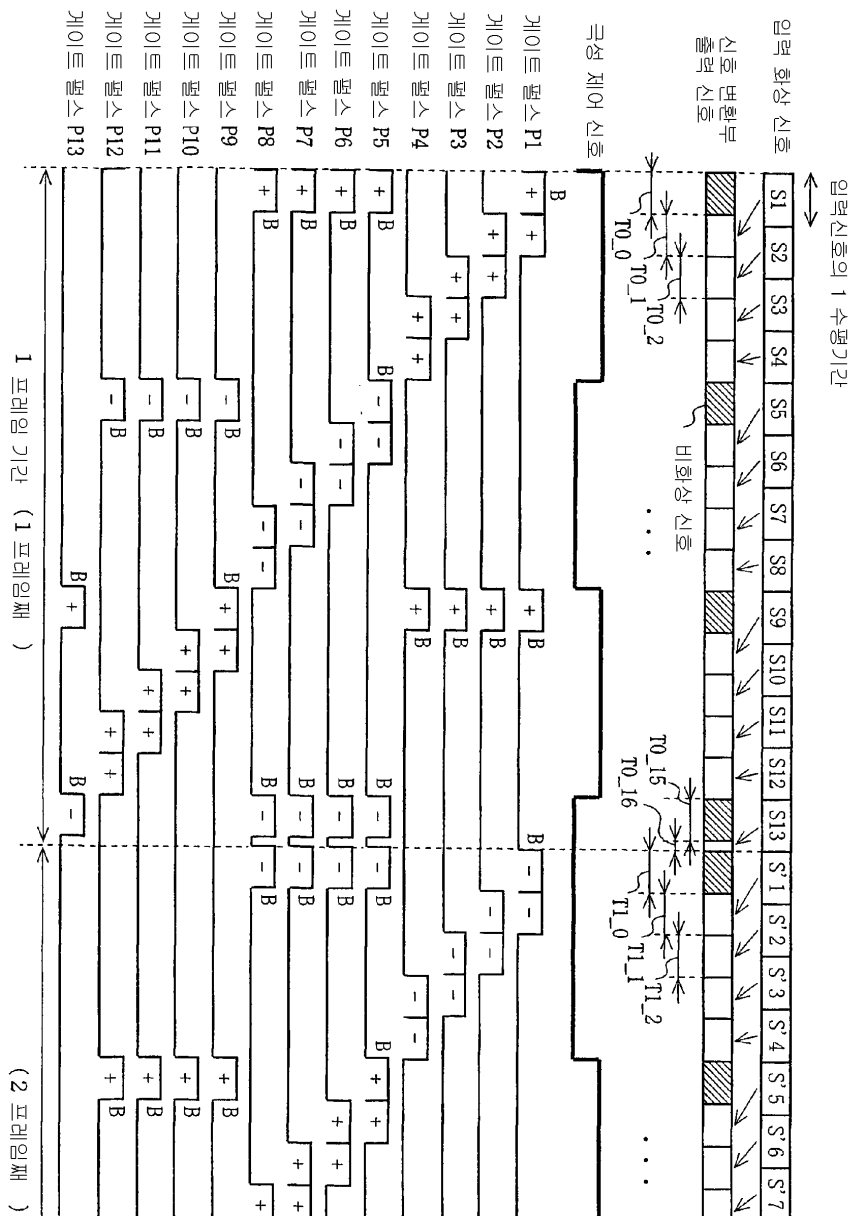 입력신호의 1 수평기간
입력 화상 신호 S1 S2 S3 S4 S5 S6 S7 S8 S9 S10 S11 S12 S13 S'1 S'2 S'3 S'4 S'5 S'6 S'7
신호 변환부
출력 신호
비화상 신호
T0_0 T0_1 T0_2 ... T0_15 T0_16 T1_0 T1_1 T1_2 ...
극성 제어 신호
게이트 펄스 P1 B + + + B B - -
게이트 펄스 P2 + + + B - -
게이트 펄스 P3 + + + B - -
게이트 펄스 P4 + + + B - -
게이트 펄스 P5 + B B - - B - - B B + +
게이트 펄스 P6 + B - - B - - B + +
게이트 펄스 P7 + B - - B - - B + +
게이트 펄스 P8 + B - - B - - B +
게이트 펄스 P9 - B B + + + B
게이트 펄스 P10 - B + + + B
게이트 펄스 P11 - B + + + B
게이트 펄스 P12 - B + + + B
게이트 펄스 P13 B + B -
1 프레임 기간 (1 프레임째 ) (2 프레임째 )